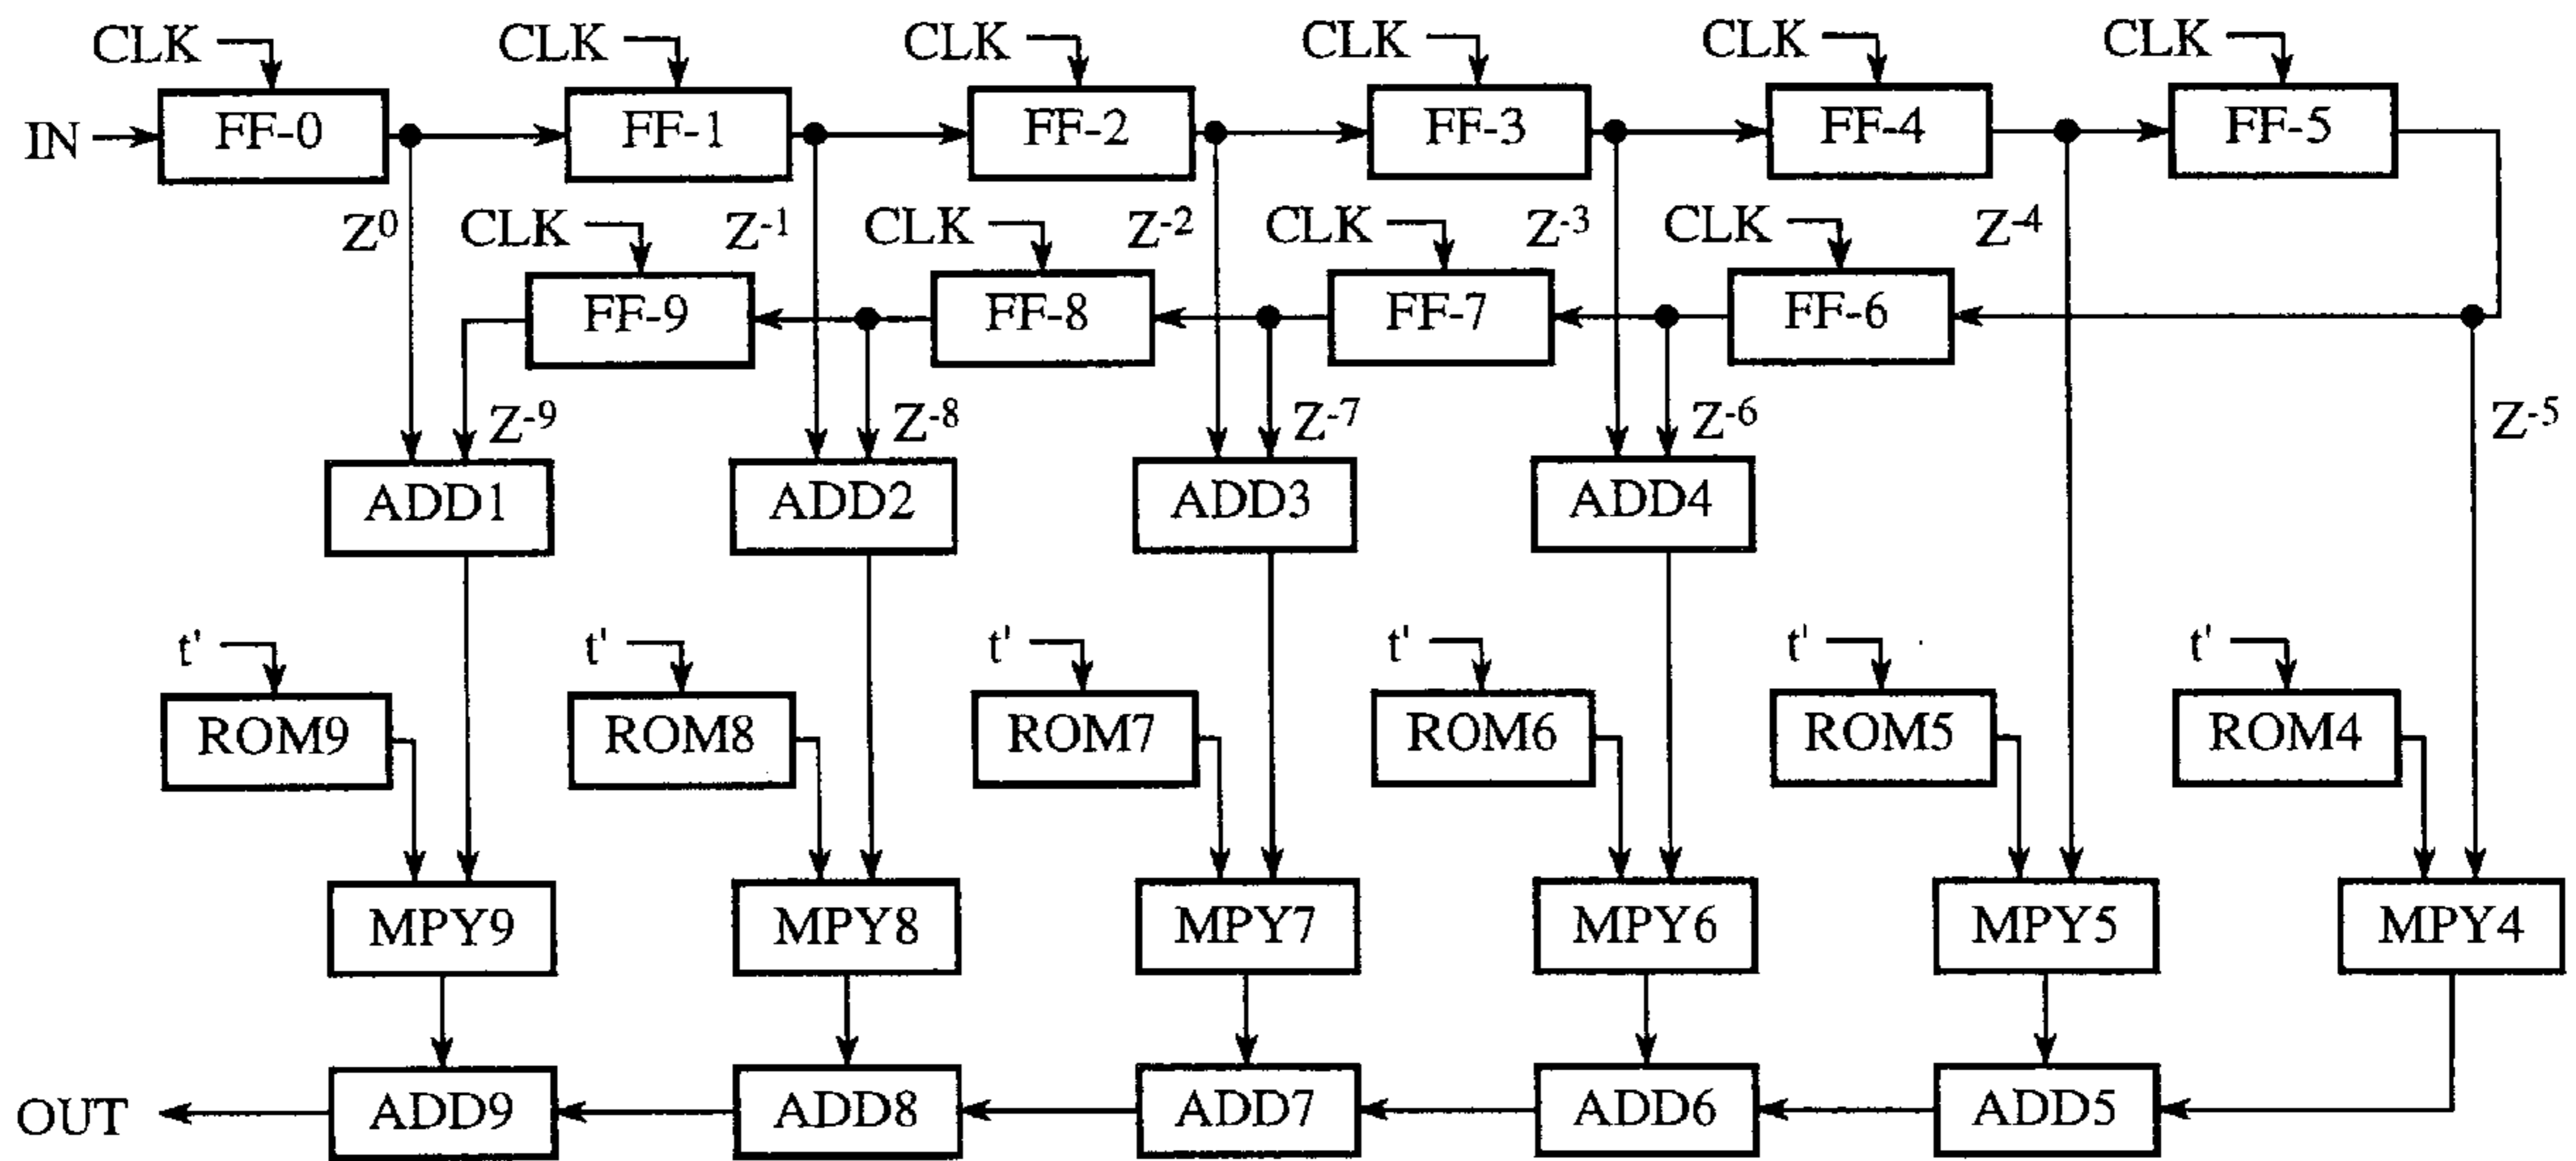 CLK CLK CLK CLK CLK CLK
IN FF-0 FF-1 FF-2 FF-3 FF-4 FF-5
Z⁰ CLK Z⁻¹ CLK Z⁻² CLK Z⁻³ CLK Z⁻⁴
FF-9 FF-8 FF-7 FF-6
Z⁻⁹ Z⁻⁸ Z⁻⁷ Z⁻⁶ Z⁻⁵
ADD1 ADD2 ADD3 ADD4
t' t' t' t' t' t'
ROM9 ROM8 ROM7 ROM6 ROM5 ROM4
MPY9 MPY8 MPY7 MPY6 MPY5 MPY4
OUT ADD9 ADD8 ADD7 ADD6 ADD5